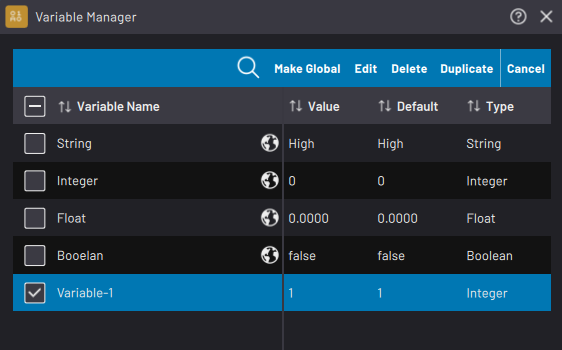 Variable Manager
Make Global Edit Delete Duplicate Cancel
Variable Name Value Default Type
String High High String
Integer 0 0 Integer
Float 0.0000 0.0000 Float
Booelan false false Boolean
Variable-1 1 1 Integer